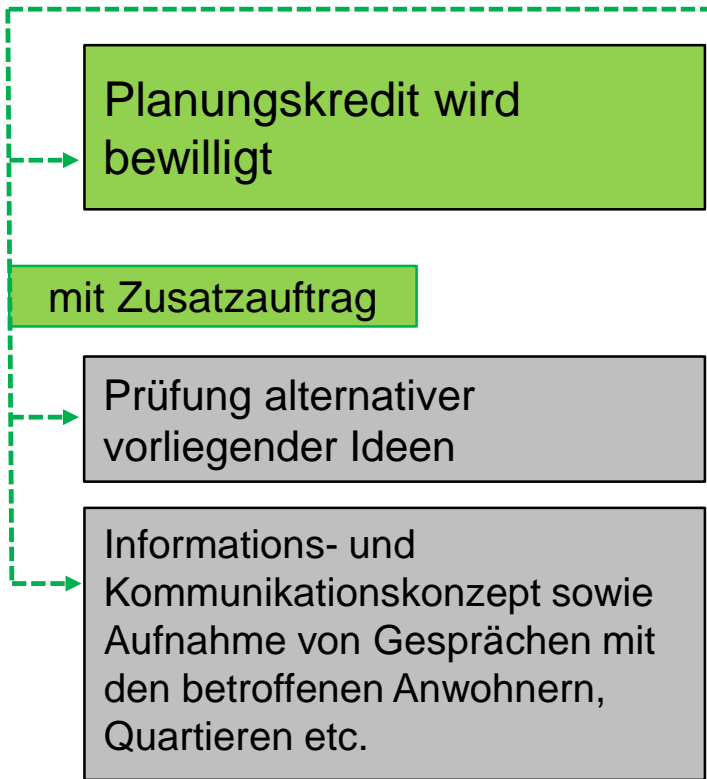 Planungskredit wird
bewilligt
mit Zusatzauftrag
Prüfung alternativer
vorliegender Ideen
Informations- und
Kommunikationskonzept sowie
Aufnahme von Gesprächen mit
den betroffenen Anwohnern,
Quartieren etc.